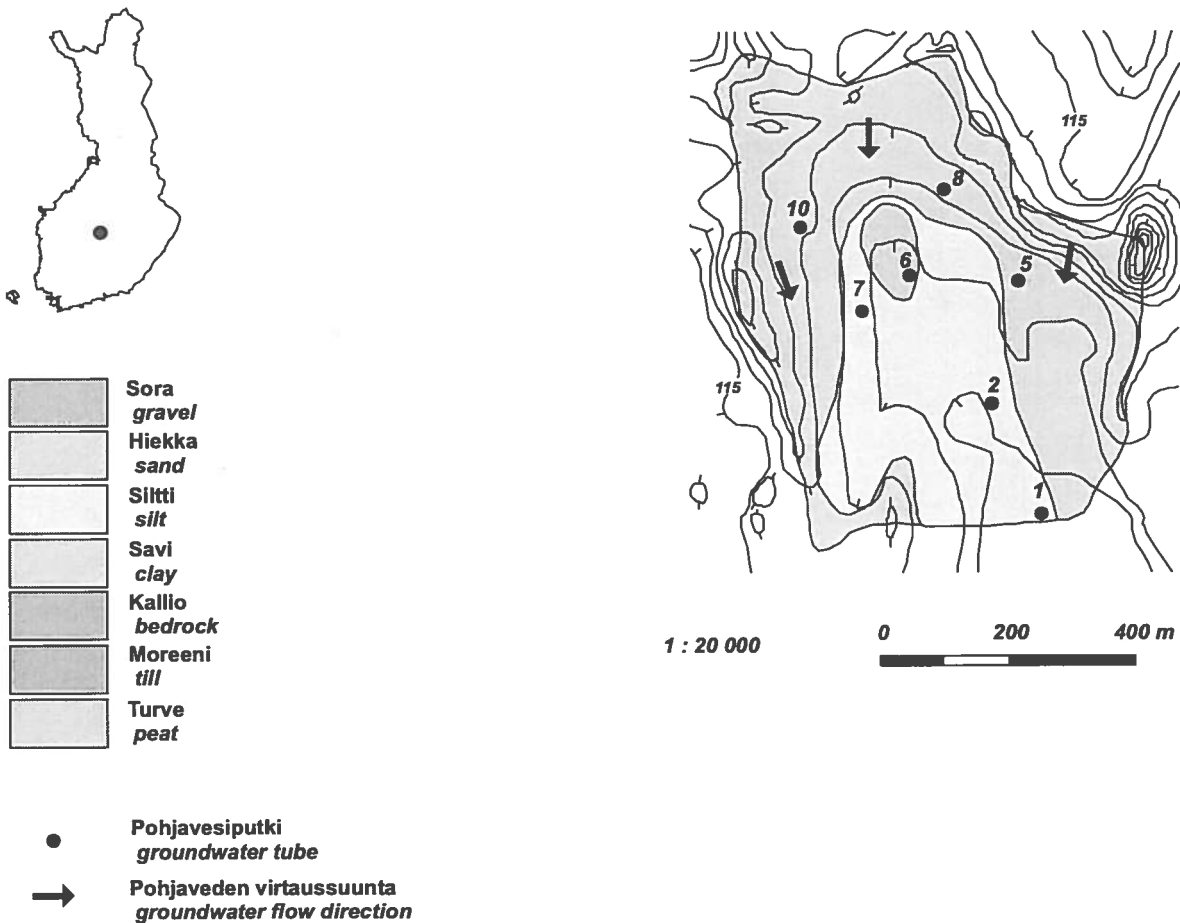 Sora
gravel
Hiekka
sand
Siltti
silt
Savi
clay
Kallio
bedrock
Moreeni
till
Turve
peat
Pohjavesiputki
groundwater tube
Pohjaveden virtaussuunta
groundwater flow direction
115
8
10
6
5
7
115
2
1
1 : 20 000
0 200 400 m